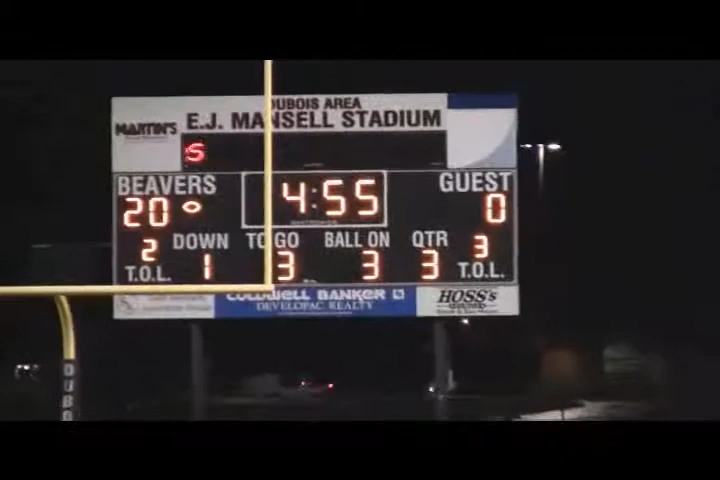 DUBOIS AREA
MARTIN'S E.J. MANSELL STADIUM
S
BEAVERS 4:55 GUEST
20 0
DOWN TO GO BALL ON QTR
2 1 3 3 3 3
T.O.L. T.O.L.
COLDWELL BANKER HOSS'S
DEVELOPAC REALTY
DUBO